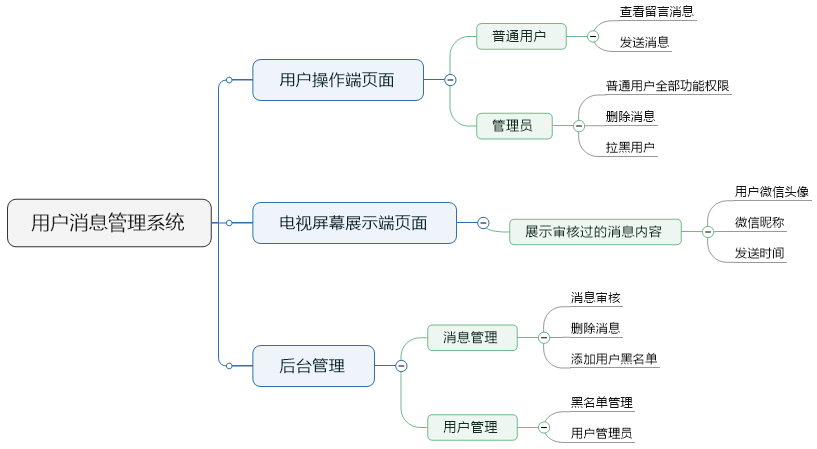 用户消息管理系统
用户操作端页面
普通用户
查看留言消息
发送消息
管理员
普通用户全部功能权限
删除消息
拉黑用户
电视屏幕展示端页面
展示审核过的消息内容
用户微信头像
微信昵称
发送时间
后台管理
消息管理
消息审核
删除消息
添加用户黑名单
用户管理
黑名单管理
用户管理员